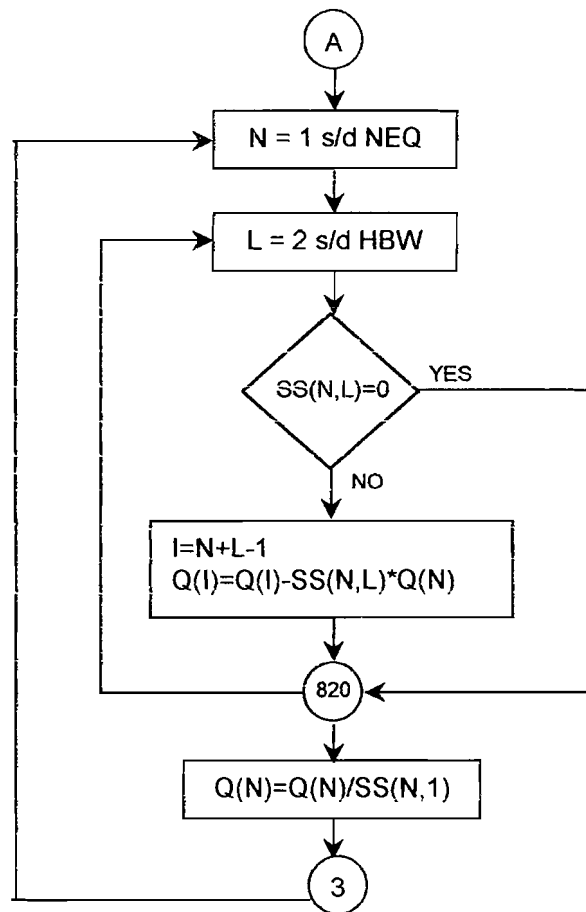 A
N = 1 s/d NEQ
L = 2 s/d HBW
SS(N,L)=0
YES
NO
I=N+L-1
Q(I)=Q(I)-SS(N,L)*Q(N)
820
Q(N)=Q(N)/SS(N,1)
3